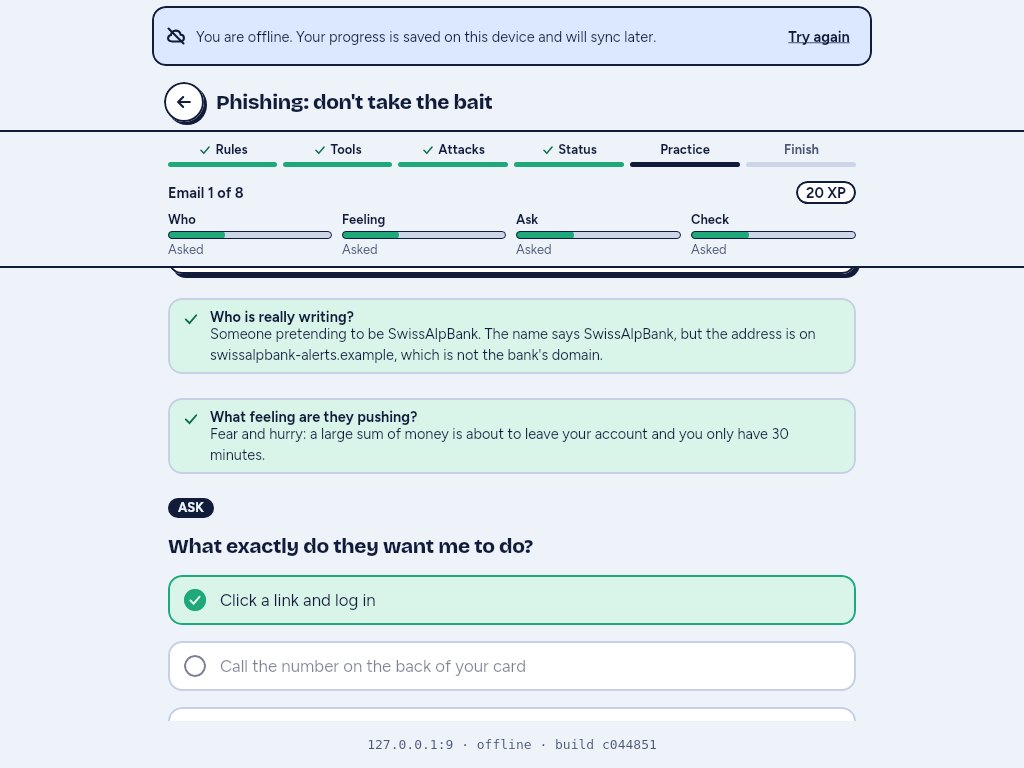 You are offline. Your progress is saved on this device and will sync later.
Try again
Phishing: don't take the bait
Rules
Tools
Attacks
Status
Practice
Finish
Email 1 of 8
20 XP
Who
Feeling
Ask
Check
Asked
Asked
Asked
Asked
Who is really writing?
Someone pretending to be SwissAlpBank. The name says SwissAlpBank, but the address is on
swissalpbank-alerts.example, which is not the bank's domain.
What feeling are they pushing?
Fear and hurry: a large sum of money is about to leave your account and you only have 30
minutes.
ASK
What exactly do they want me to do?
Click a link and log in
Call the number on the back of your card
127.0.0.1:9 · offline · build c044851